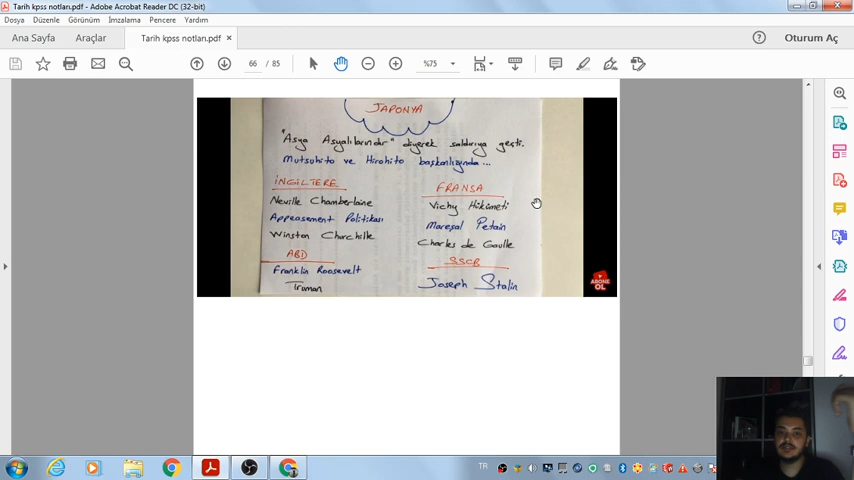 Tarih kpss notları.pdf - Adobe Acrobat Reader DC (32-bit)
Dosya Düzenle Görünüm İmzalama Pencere Yardım
Ana Sayfa Araçlar Tarih kpss notları.pdf × Oturum Aç
66 / 85 %75
JAPONYA
"Asya Asyalılarındır" diyerek saldırıya geçti.
Mutsuhito ve Hirohito başkanlığında...
İNGİLTERE
Neville Chamberlaine
Appeasement Politikası
Winston Churchille
ABD
Franklin Roosevelt
Truman
FRANSA
Vichy Hükümeti
Mareşal Petain
Charles de Gaulle
SSCB
Joseph Stalin
ABONE
OL
TR